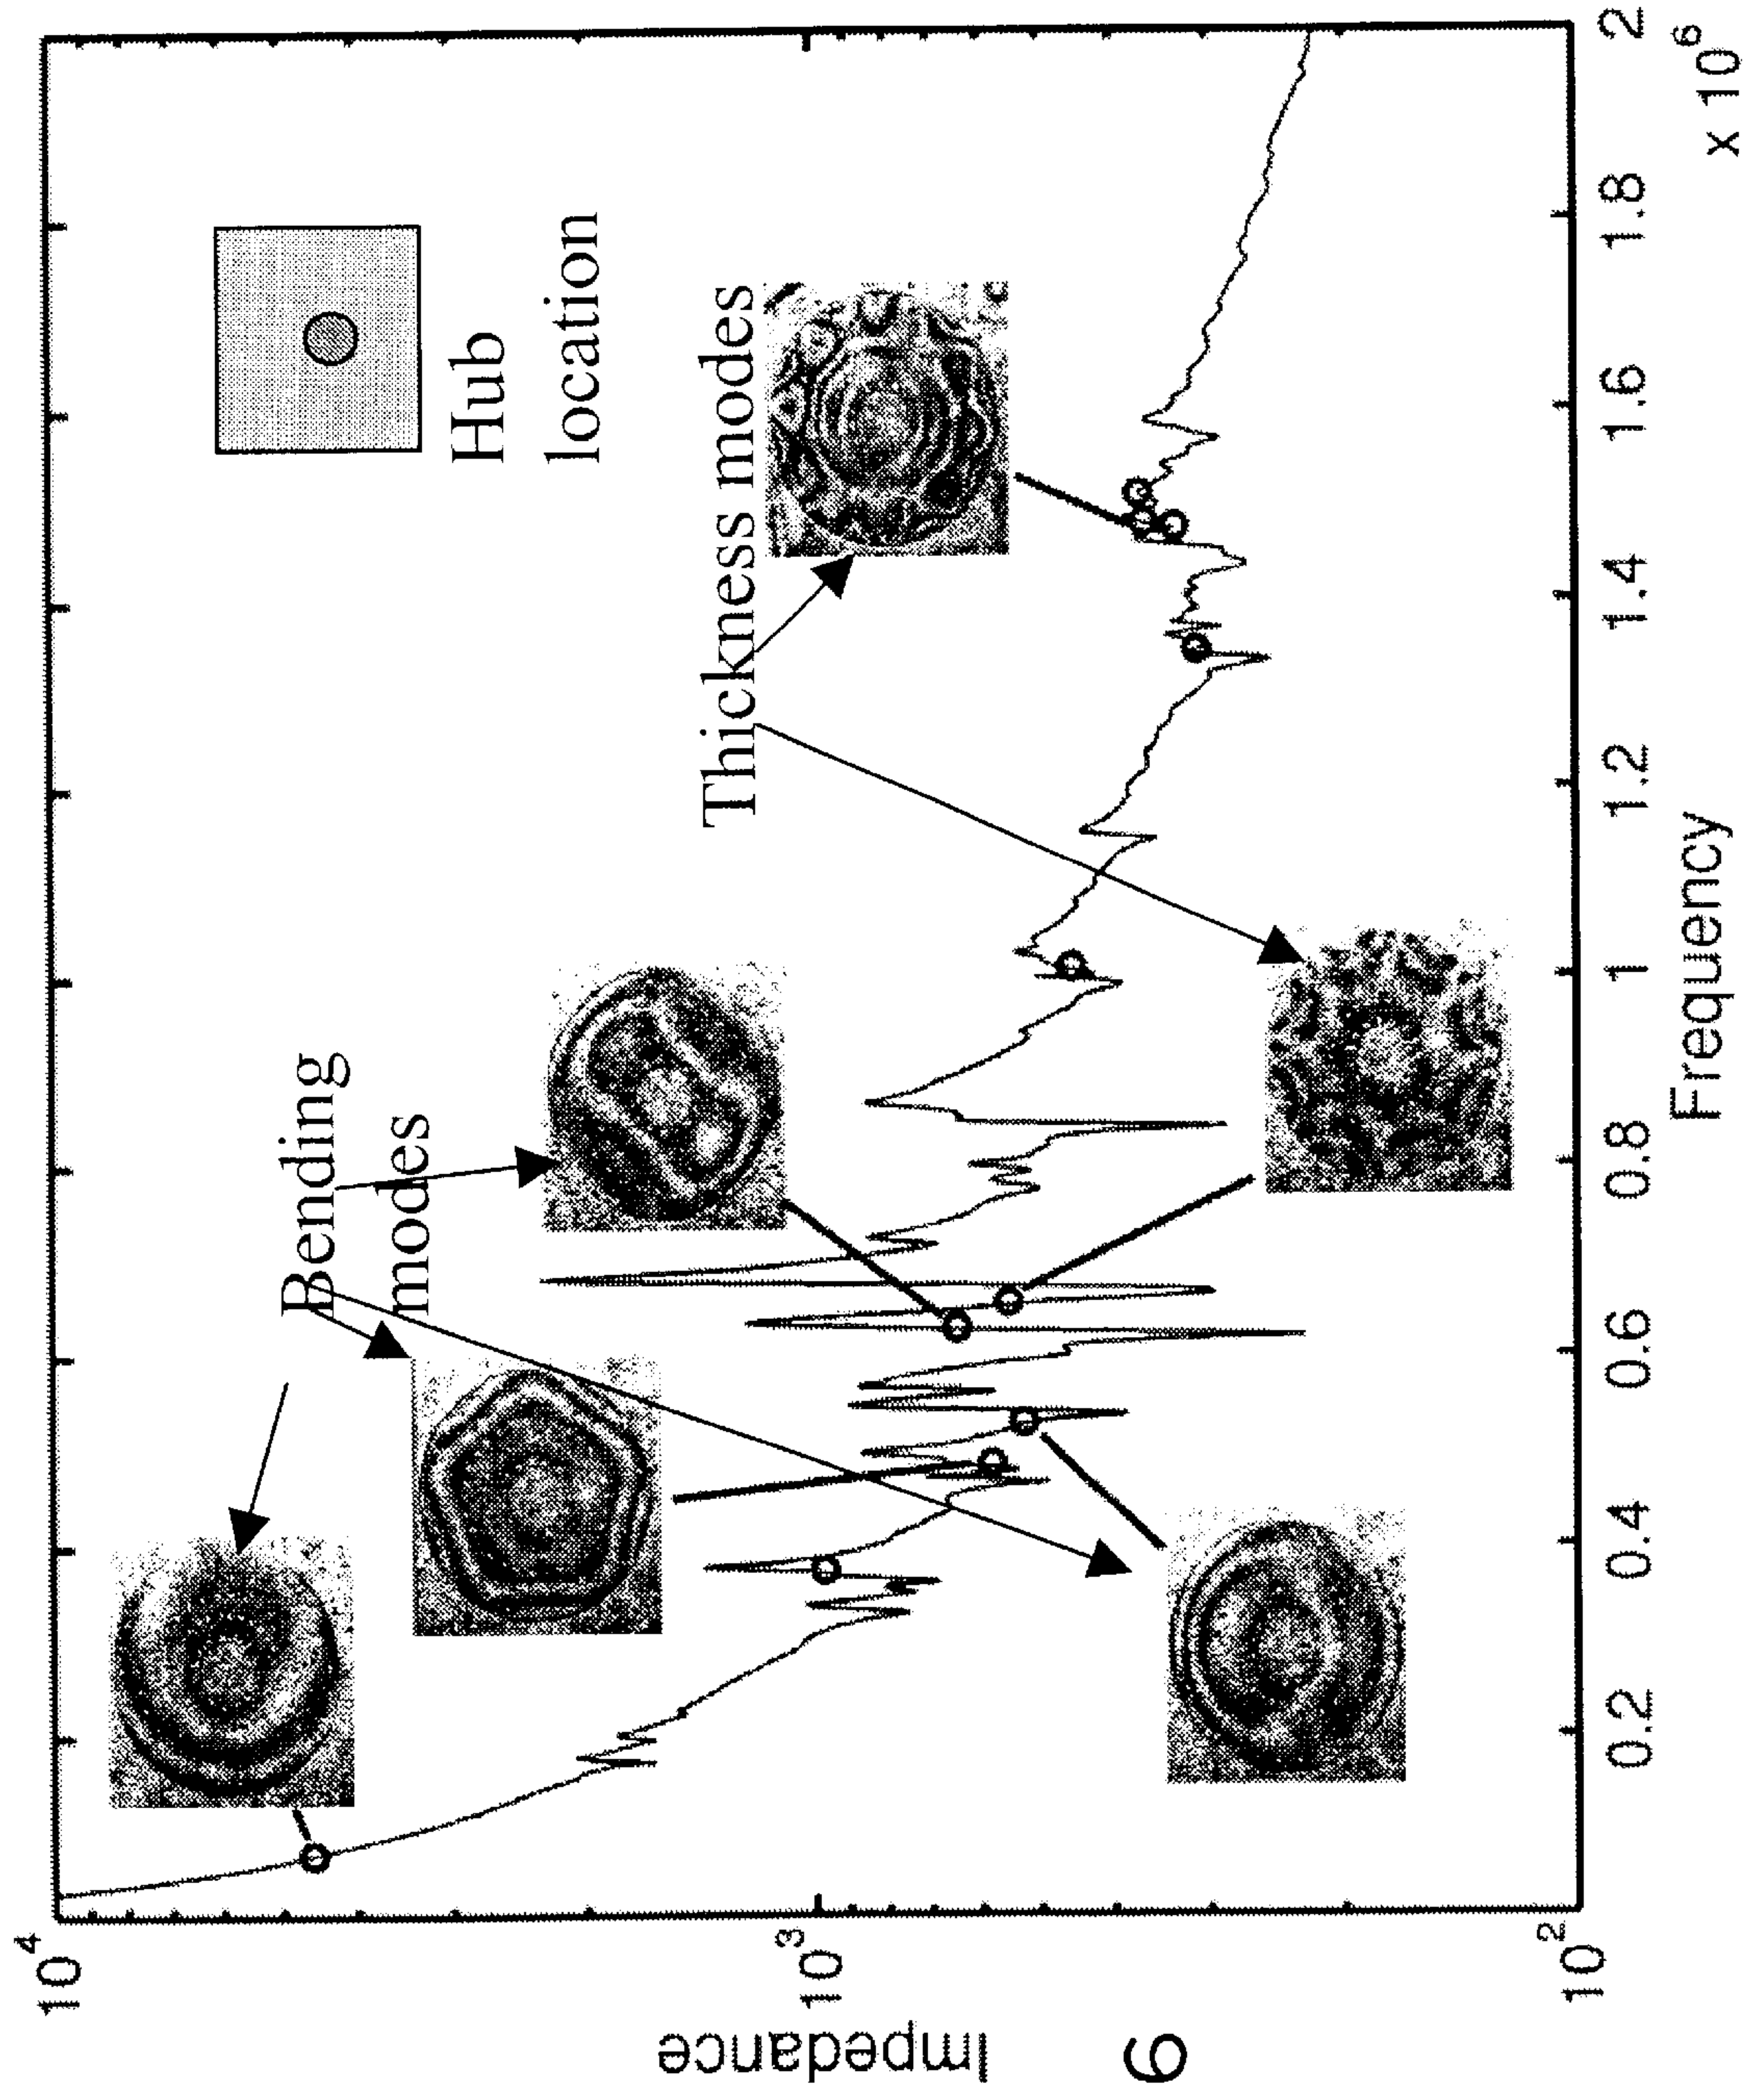 10^4
10^3
10^2
Impedance
Bending
modes
Thickness modes
Hub
location
0.2 0.4 0.6 0.8 1 1.2 1.4 1.6 1.8 2
x 10^6
Frequency
9